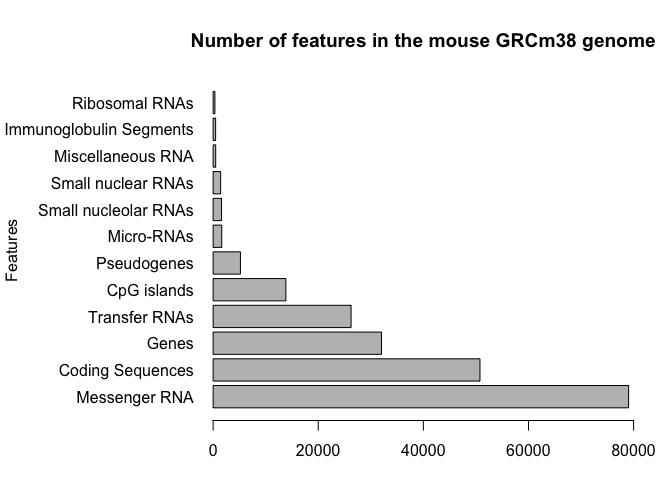 Number of features in the mouse GRCm38 genome
Ribosomal RNAs
Immunoglobulin Segments
Miscellaneous RNA
Small nuclear RNAs
Small nucleolar RNAs
Micro-RNAs
Pseudogenes
CpG islands
Transfer RNAs
Genes
Coding Sequences
Messenger RNA
Features
0 20000 40000 60000 80000